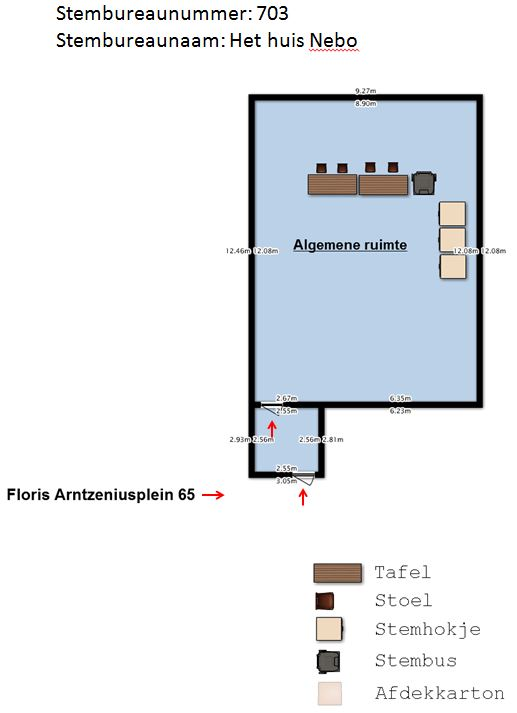 Stembureaunummer: 703
Stembureaunaam: Het huis Nebo
9.27m
8.90m
Algemene ruimte
12.46m 12.08m
12.08m 12.08m
2.67m
6.35m
2.55m
6.23m
2.93m 2.56m
2.56m 2.81m
2.55m
3.05m
Floris Arntzeniusplein 65
Tafel
Stoel
Stemhokje
Stembus
Afdekkarton